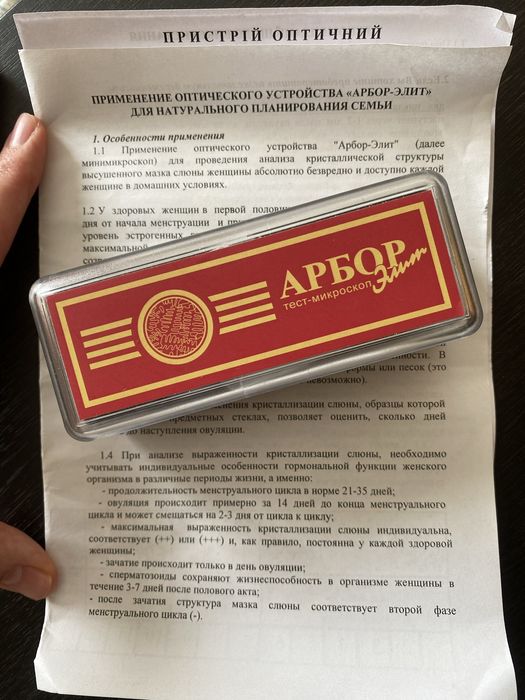 ПРИСТРІЙ ОПТИЧНИЙ
ПРИМЕНЕНИЕ ОПТИЧЕСКОГО УСТРОЙСТВА «АРБОР-ЭЛИТ»
ДЛЯ НАТУРАЛЬНОГО ПЛАНИРОВАНИЯ СЕМЬИ
1. Особенности применения
1.1 Применение оптического устройства "Арбор-Элит" (далее
минимикроскоп) для проведения анализа кристаллической структуры
высушенного мазка слюны женщины абсолютно безвредно и доступно каждой
женщине в домашних условиях.
1.2 У здоровых женщин в первой
дня от начала менструации и
уровень эстрогенных
максимальной
АРБОР
Элит
тест-микроскоп
В
или песок (это
невозможно).
кристаллизации слюны, образцы которой
предметных стеклах, позволяет оценить, сколько дней
до наступления овуляции.
1.4 При анализе выраженности кристаллизации слюны, необходимо
учитывать индивидуальные особенности гормональной функции женского
организма в различные периоды жизни, а именно:
- продолжительность менструального цикла в норме 21-35 дней;
- овуляция происходит примерно за 14 дней до конца менструального
цикла и может смещаться на 2-3 дня от цикла к циклу;
- максимальная выраженность кристаллизации слюны индивидуальна,
соответствует (++) или (+++) и, как правило, постоянна у каждой здоровой
женщины;
- зачатие происходит только в день овуляции;
- сперматозоиды сохраняют жизнеспособность в организме женщины в
течение 3-7 дней после полового акта;
- после зачатия структура мазка слюны соответствует второй фазе
менструального цикла (-).